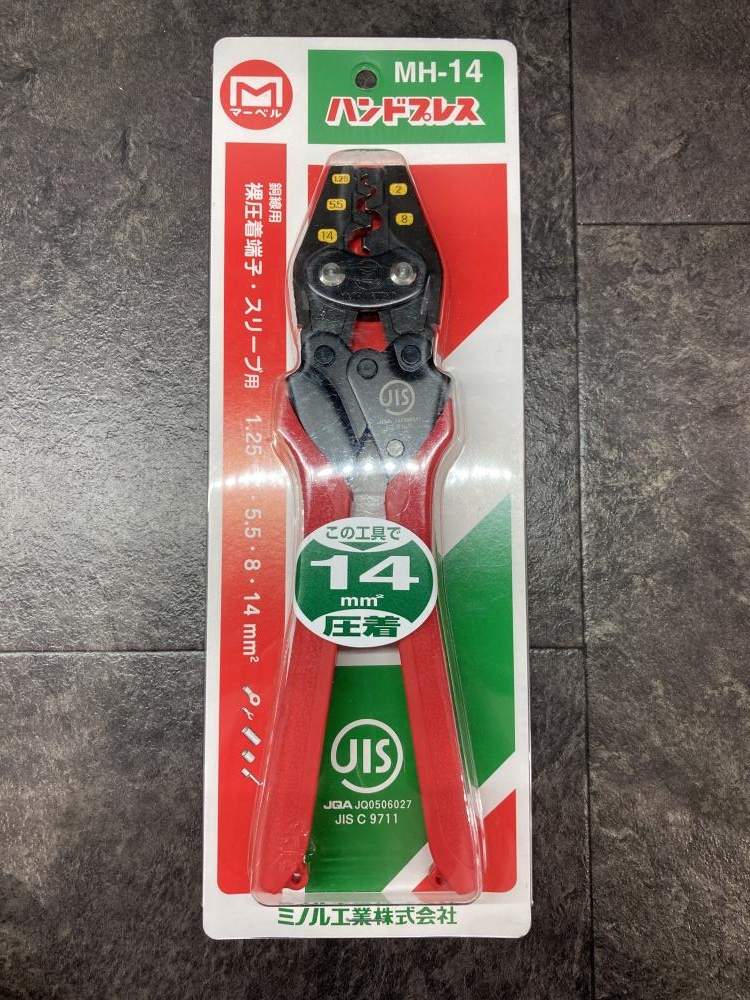 MH-14
M
マーベル
ハンドプレス
銅線用
裸圧着端子・スリーブ用 1.25・ ・5.5・8・14mm²
1.25
2
5.5
8
14
JIS
JQA
この工具で
14
mm²
圧着
JIS
JQA JQ0506027
JIS C 9711
ミノル工業株式会社